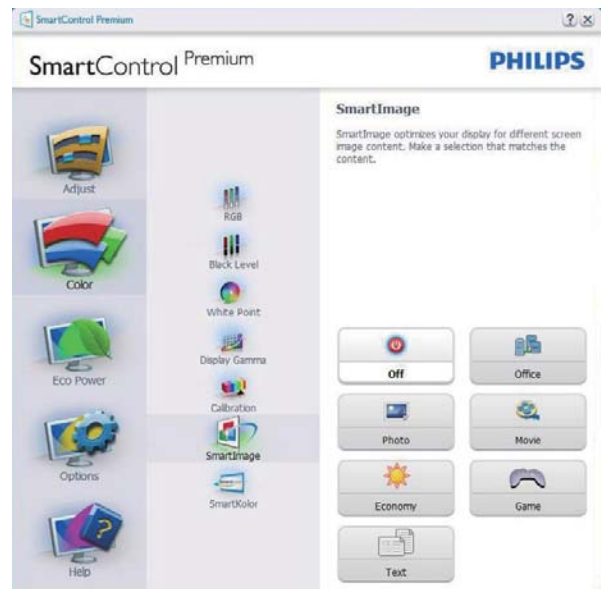 SmartControl Premium
SmartControl Premium
PHILIPS
Adjust
Color
Eco Power
Options
Help
RGB
Black Level
White Point
Display Gamma
Calibration
SmartImage
SmartKolor
SmartImage
SmartImage optimizes your display for different screen
image content. Make a selection that matches the
content.
Off
Office
Photo
Movie
Economy
Game
Text